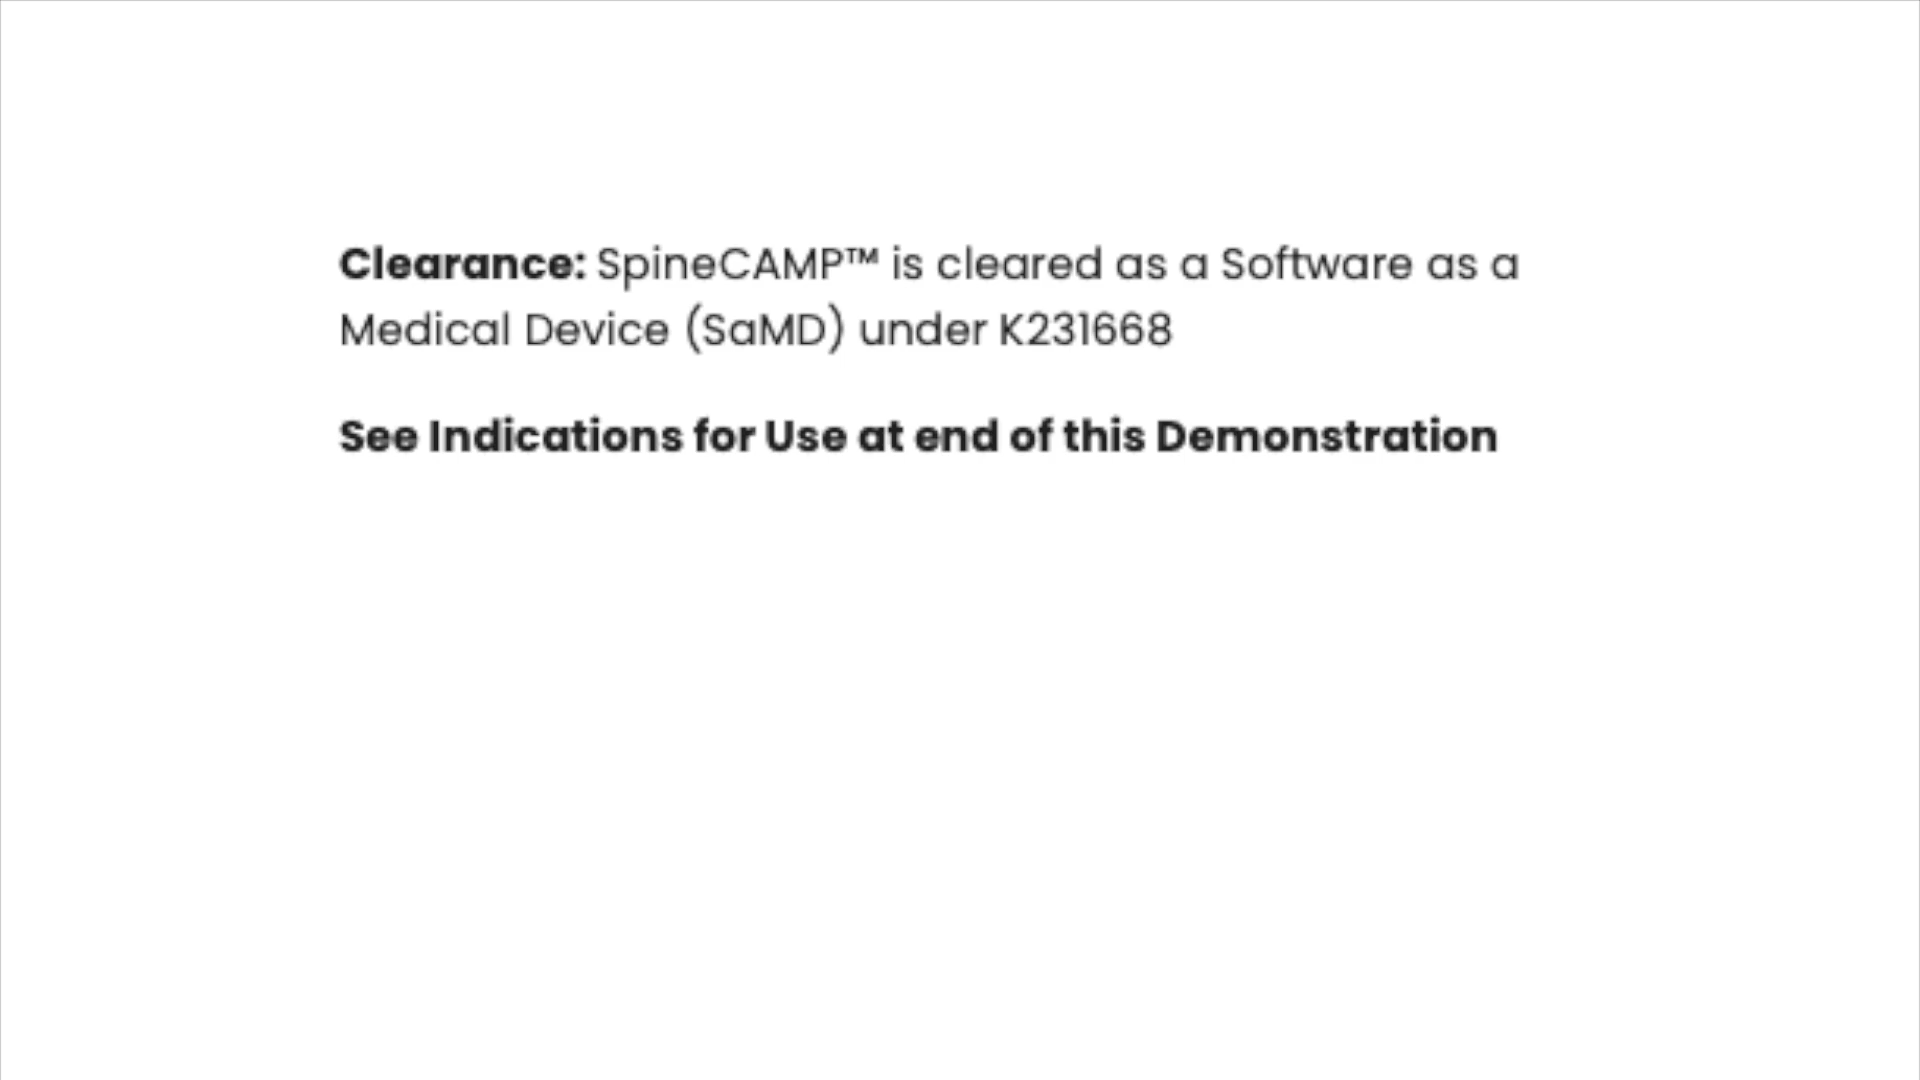 Clearance: SpineCAMP™ is cleared as a Software as a
Medical Device (SaMD) under K231668
See Indications for Use at end of this Demonstration